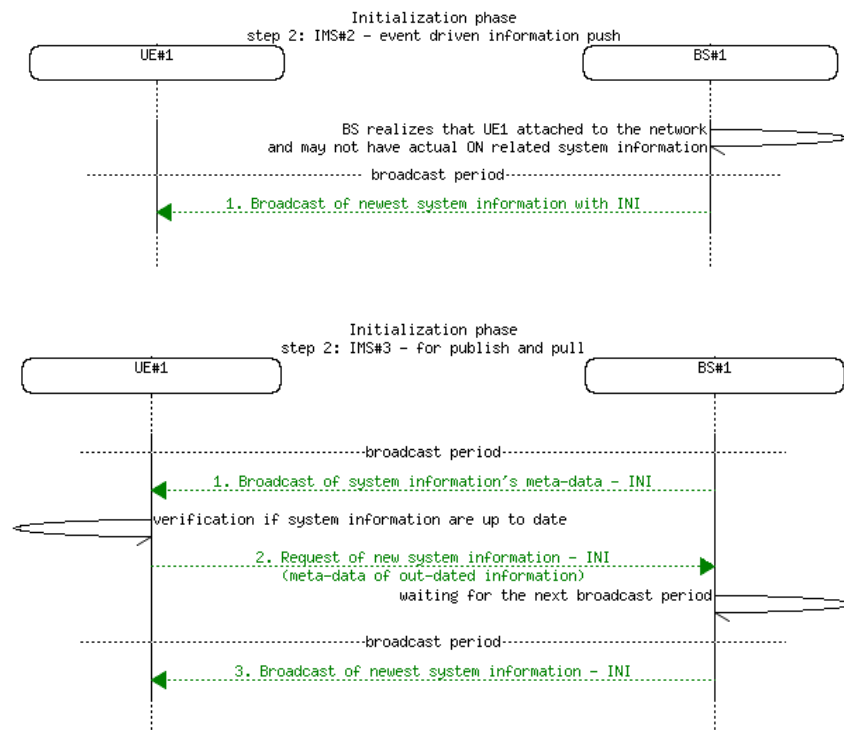 Initialization phase
step 2: IMS#2 - event driven information push
UE#1
BS#1
BS realizes that UE1 attached to the network
and may not have actual ON related system information
broadcast period
1. Broadcast of newest system information with INI
Initialization phase
step 2: IMS#3 - for publish and pull
UE#1
BS#1
broadcast period
1. Broadcast of system information's meta-data - INI
verification if system information are up to date
2. Request of new system information - INI
(meta-data of out-dated information)
waiting for the next broadcast period
broadcast period
3. Broadcast of newest system information - INI